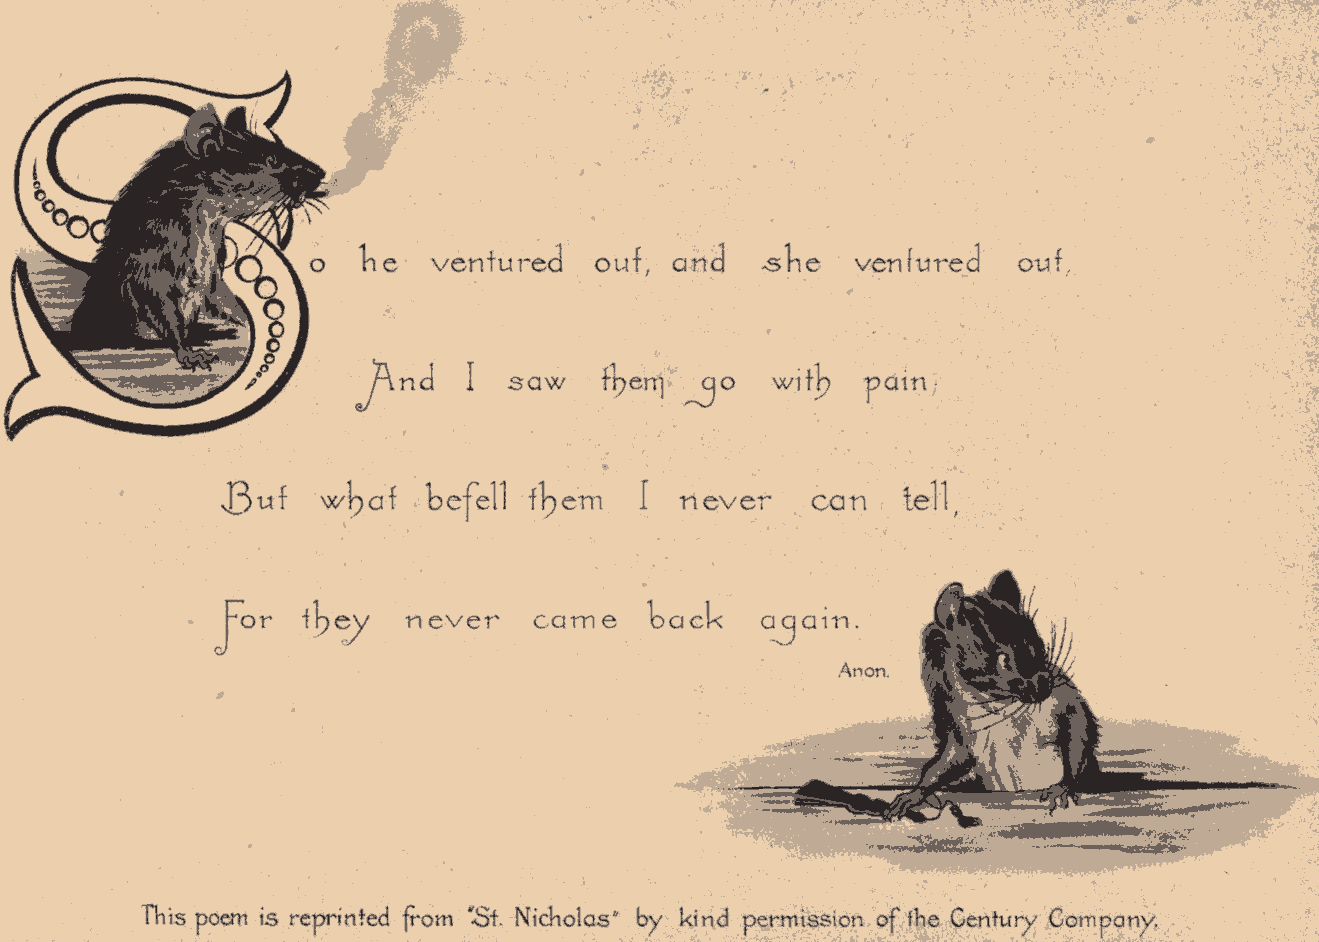 So he ventured out, and she ventured out,
And I saw them go with pain;
But what befell them I never can tell,
For they never came back again.
Anon.
This poem is reprinted from "St. Nicholas" by kind permission of the Century Company.